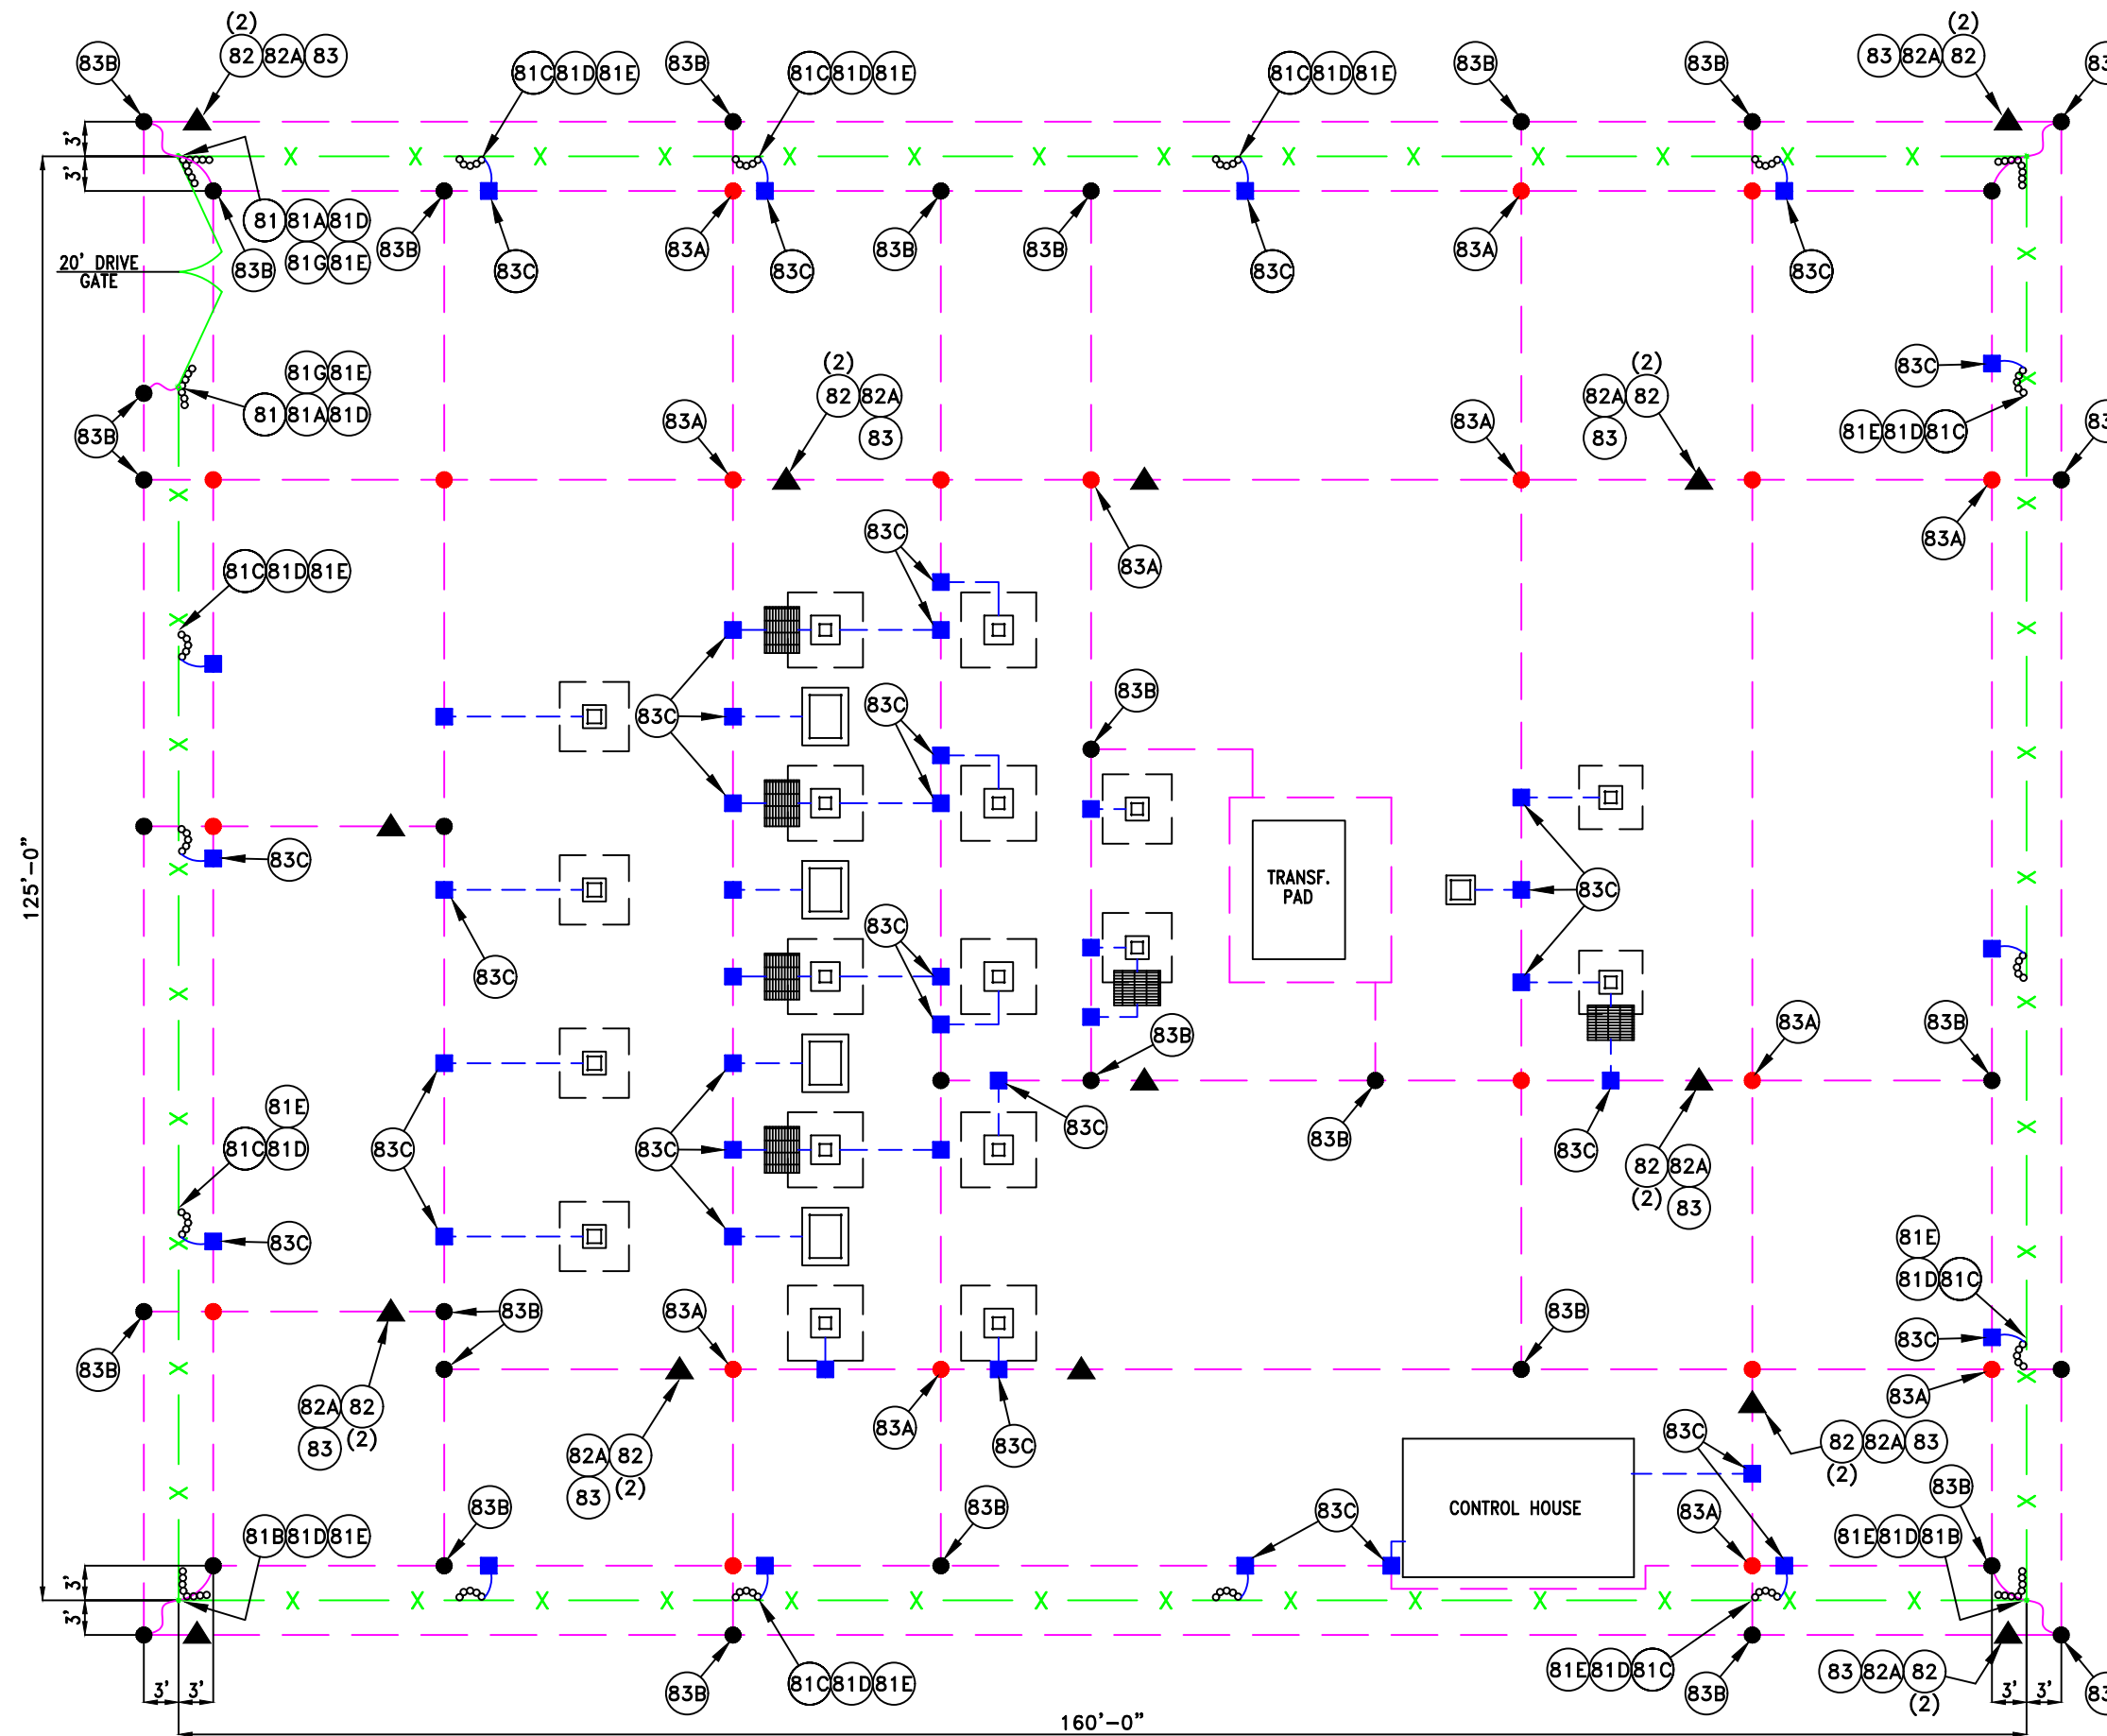 (2)
(2)
83B
82 82A 83
81C 81D 81E
83B
81C 81D 81E
81C 81D 81E
83B
83B
83 82A 82
3'
X X X X X X X X X X X X X X
3'
81 81A 81D
83B
83A
83B
83B
83A
20' DRIVE
GATE
81G 81E
83B
83C
83C
83C
83C
X
(2)
(2)
81G 81E
83C
X
82 82A
82A 82
81 81A 81D
83A
83A
81E 81D 81C
83B
83
83
X
X
83C
83A
83A
81C 81D 81E
X
X
83B
83C
83C
X
X
125'-0"
TRANSF.
PAD
83C
83C
X
X
83C
83C
X
X
83A
83B
83B
81E
X
X
83C
83B
81C 81D
83C
83C
83C
82 82A
(2)
83
83C
X
81E
X
81D 81C
83B
83A
83B
83C
83B
X
X
82A 82
83A
83A
83
(2)
83C
83C
82 82A 83
82A 82
(2)
83
(2)
X
83B
83B
83C
CONTROL HOUSE
83A
83B
X
81B 81D 81E
81E 81D 81B
3'
X X X X X X X X X X X X X X
3'
83B
81C 81D 81E
81E 81D 81C
83B
83 82A 82
(2)
3' 3'
3' 3'
160'-0"